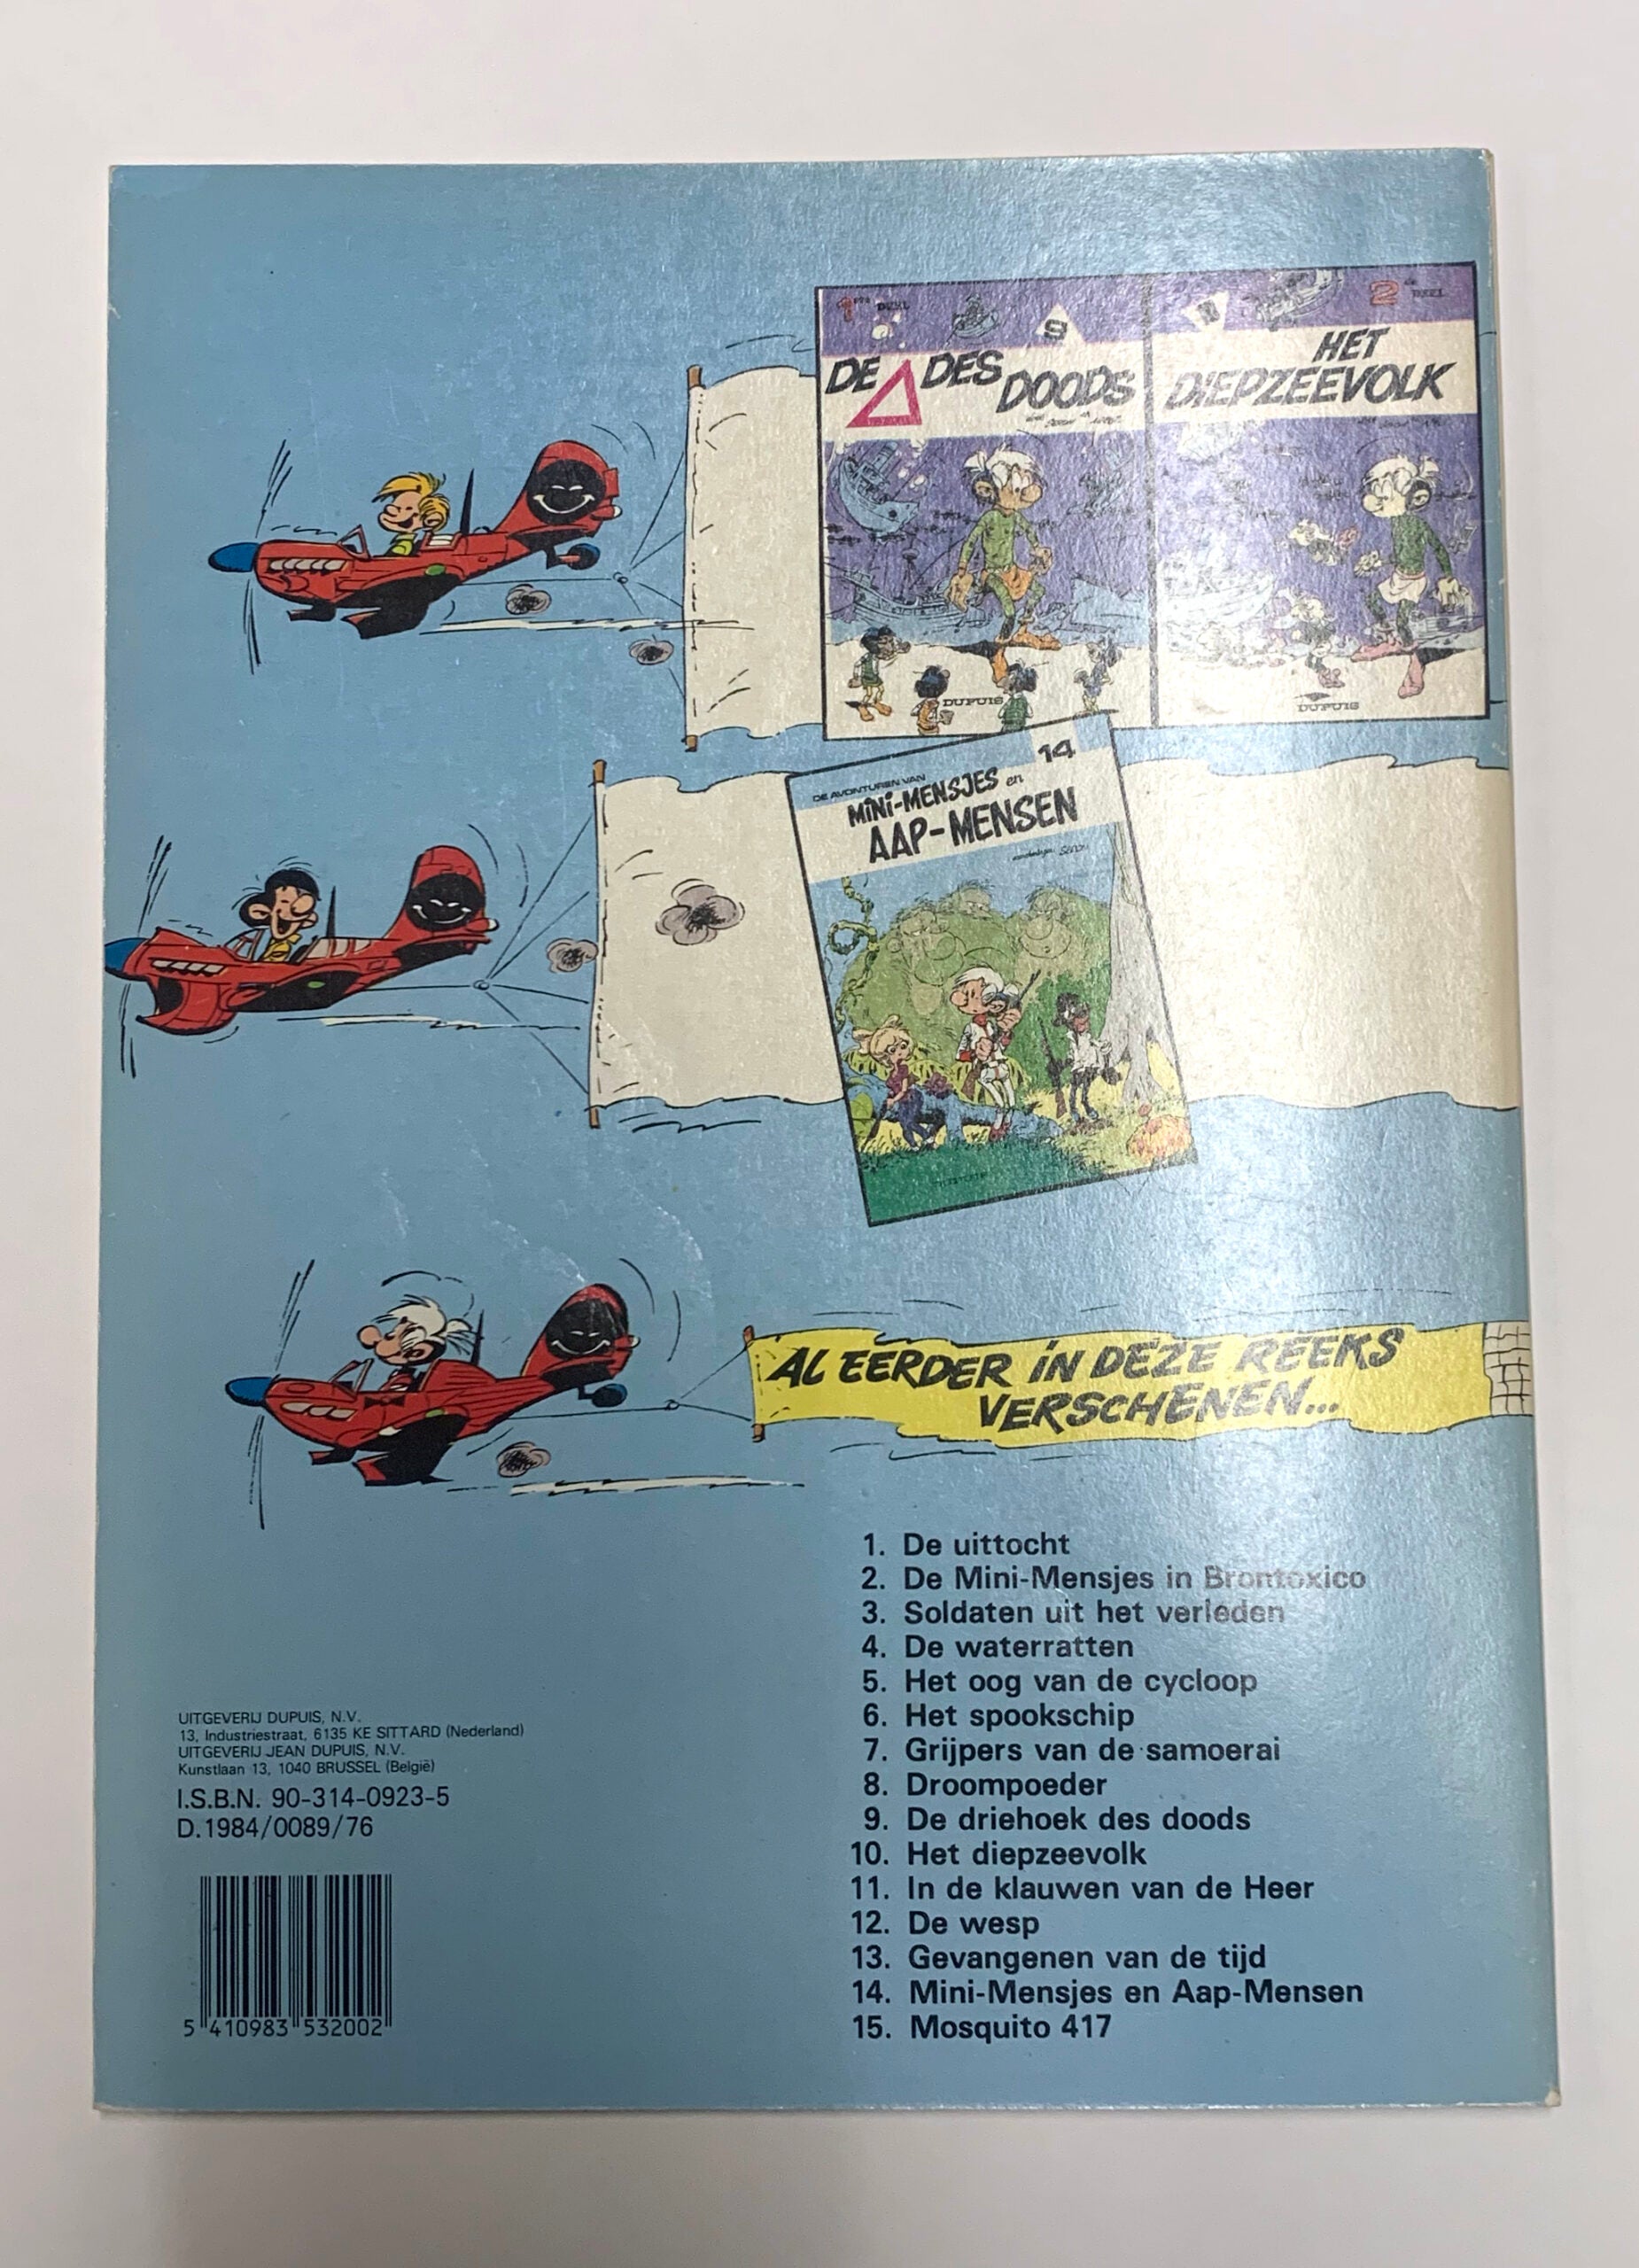 1ste DEEL
9
DE DES DOODS
DUPUIS
2de DEEL
HET
DIEPZEEVOLK
DUPUIS
14
DE AVONTUREN VAN
MiNi-MENSJES en
AAP-MENSEN
AL EERDER iN DEZE REEKS
VERSCHENEN...
1. De uittocht
2. De Mini-Mensjes in Brontoxico
3. Soldaten uit het verleden
4. De waterratten
5. Het oog van de cycloop
6. Het spookschip
7. Grijpers van de samoerai
8. Droompoeder
9. De driehoek des doods
10. Het diepzeevolk
11. In de klauwen van de Heer
12. De wesp
13. Gevangenen van de tijd
14. Mini-Mensjes en Aap-Mensen
15. Mosquito 417
UITGEVERIJ DUPUIS, N.V.
13, Industriestraat, 6135 KE SITTARD (Nederland)
UITGEVERIJ JEAN DUPUIS, N.V.
Kunstlaan 13, 1040 BRUSSEL (België)
I.S.B.N. 90-314-0923-5
D.1984/0089/76
5 410983 532002